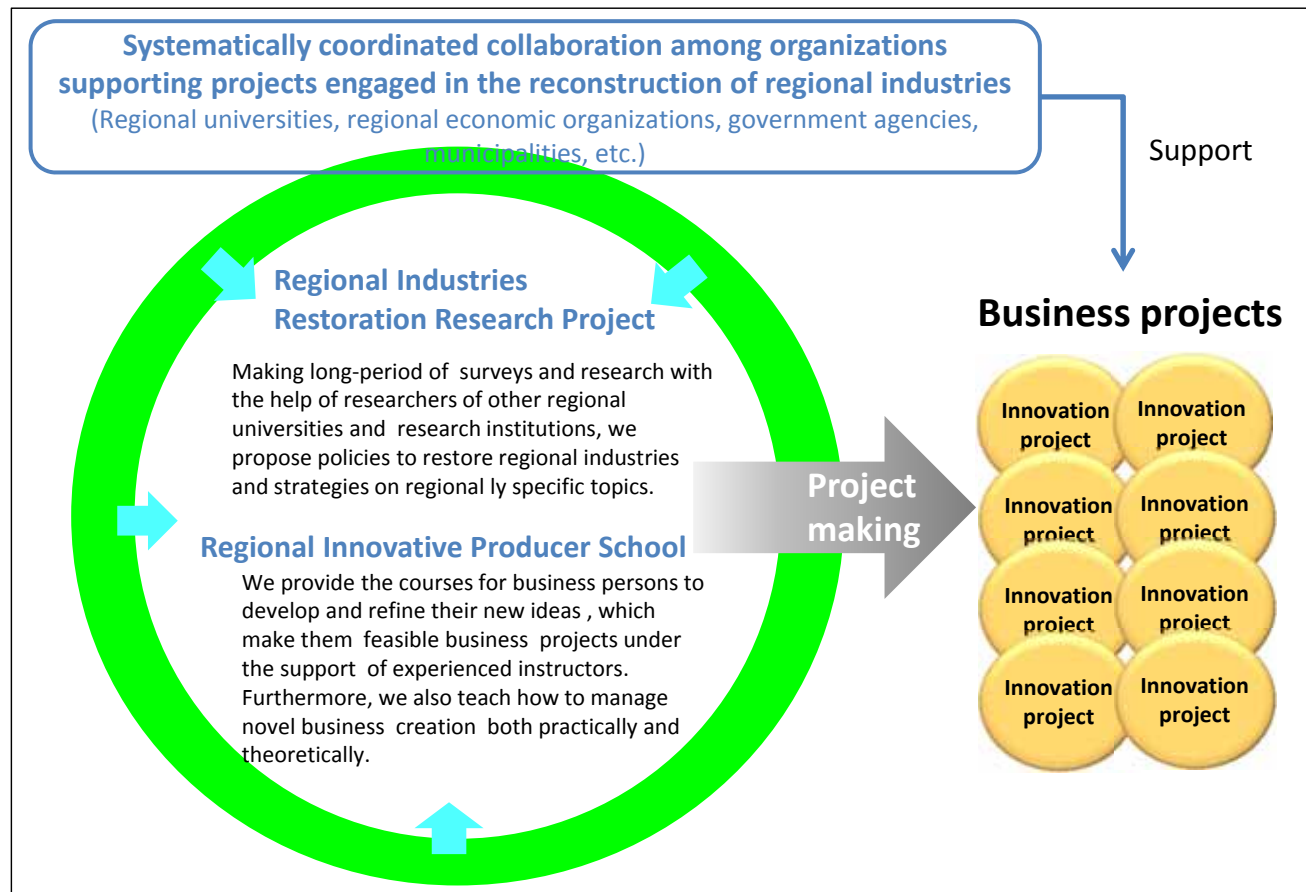 Systematically coordinated collaboration among organizations
supporting projects engaged in the reconstruction of regional industries
(Regional universities, regional economic organizations, government agencies,
municipalities, etc.)
Support
Regional Industries
Restoration Research Project
Making long-period of surveys and research with
the help of researchers of other regional
universities and research institutions, we
propose policies to restore regional industries
and strategies on regional ly specific topics.
Regional Innovative Producer School
We provide the courses for business persons to
develop and refine their new ideas , which
make them feasible business projects under
the support of experienced instructors.
Furthermore, we also teach how to manage
novel business creation both practically and
theoretically.
Project
making
Business projects
Innovation
project
Innovation
project
Innovation
project
Innovation
project
Innovation
project
Innovation
project
Innovation
project
Innovation
project